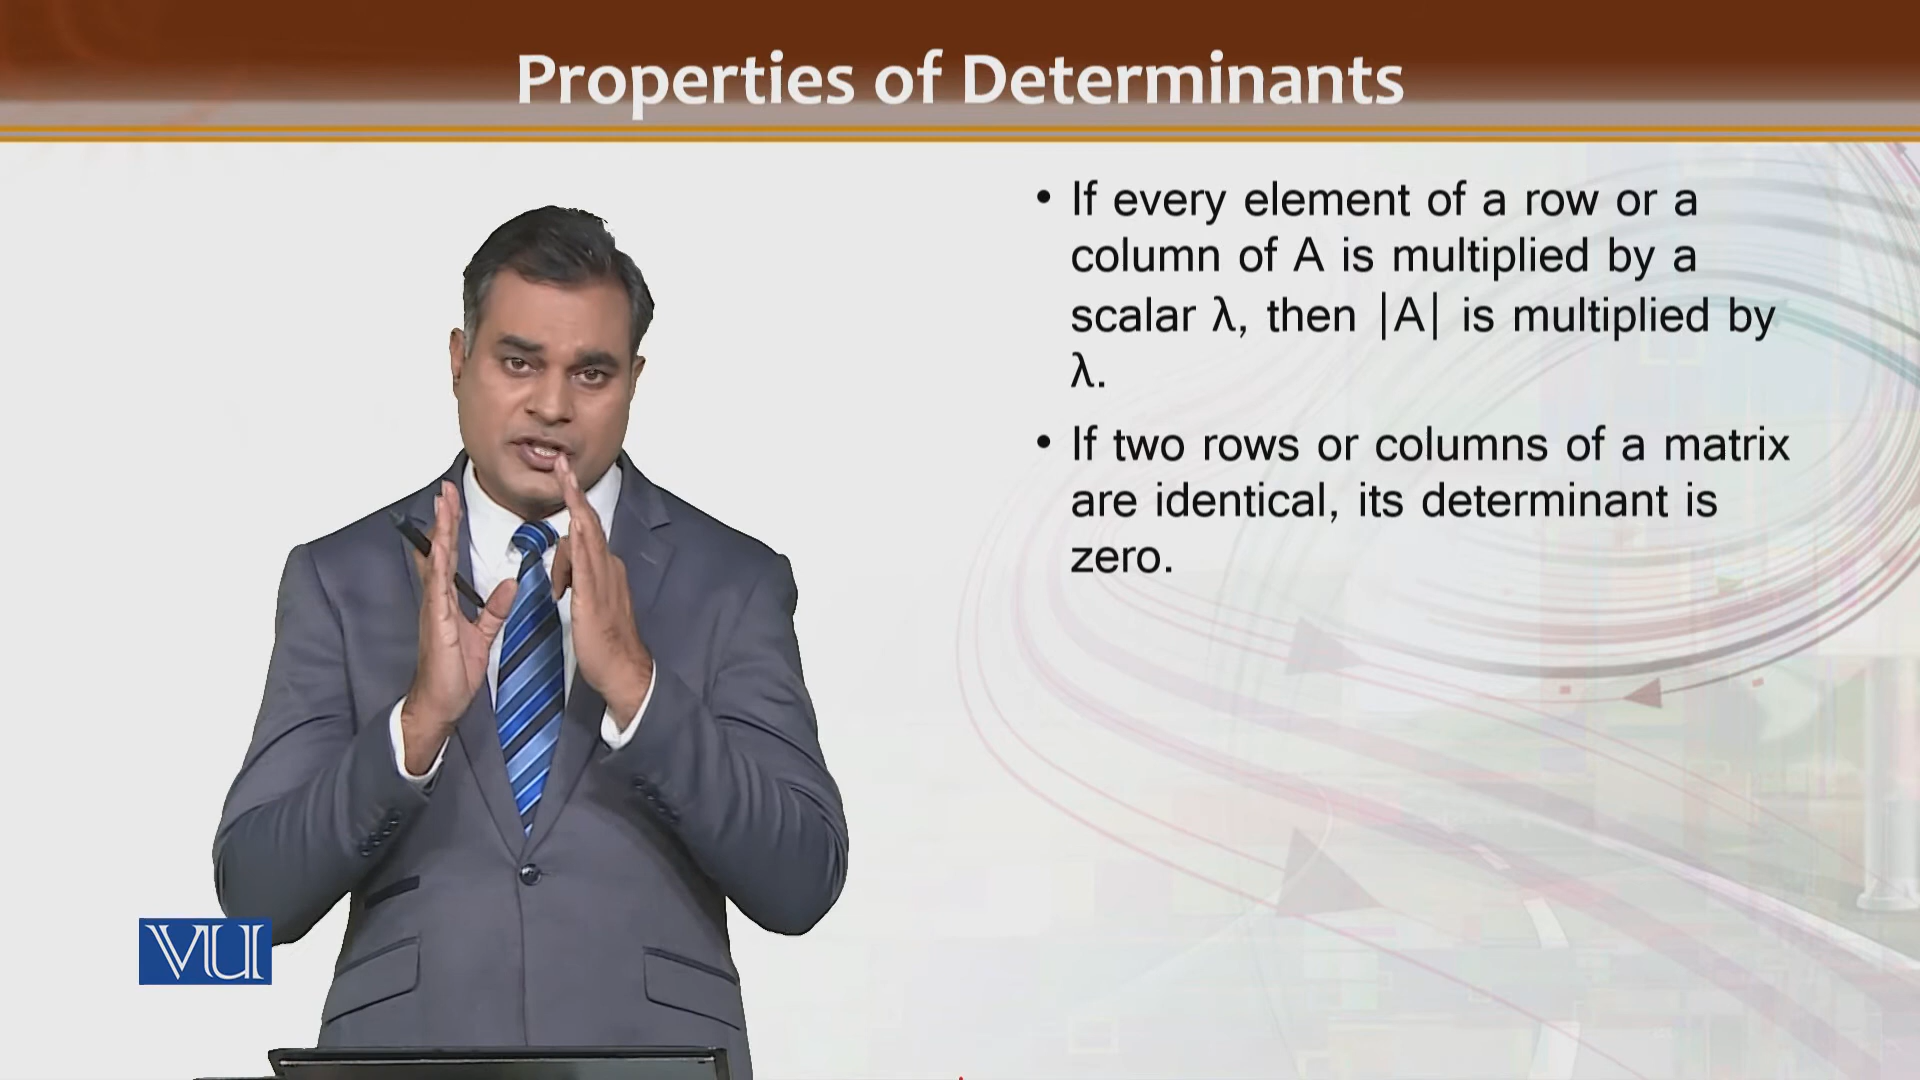 Properties of Determinants
• If every element of a row or a
column of A is multiplied by a
scalar λ, then |A| is multiplied by
λ.
• If two rows or columns of a matrix
are identical, its determinant is
zero.
VU